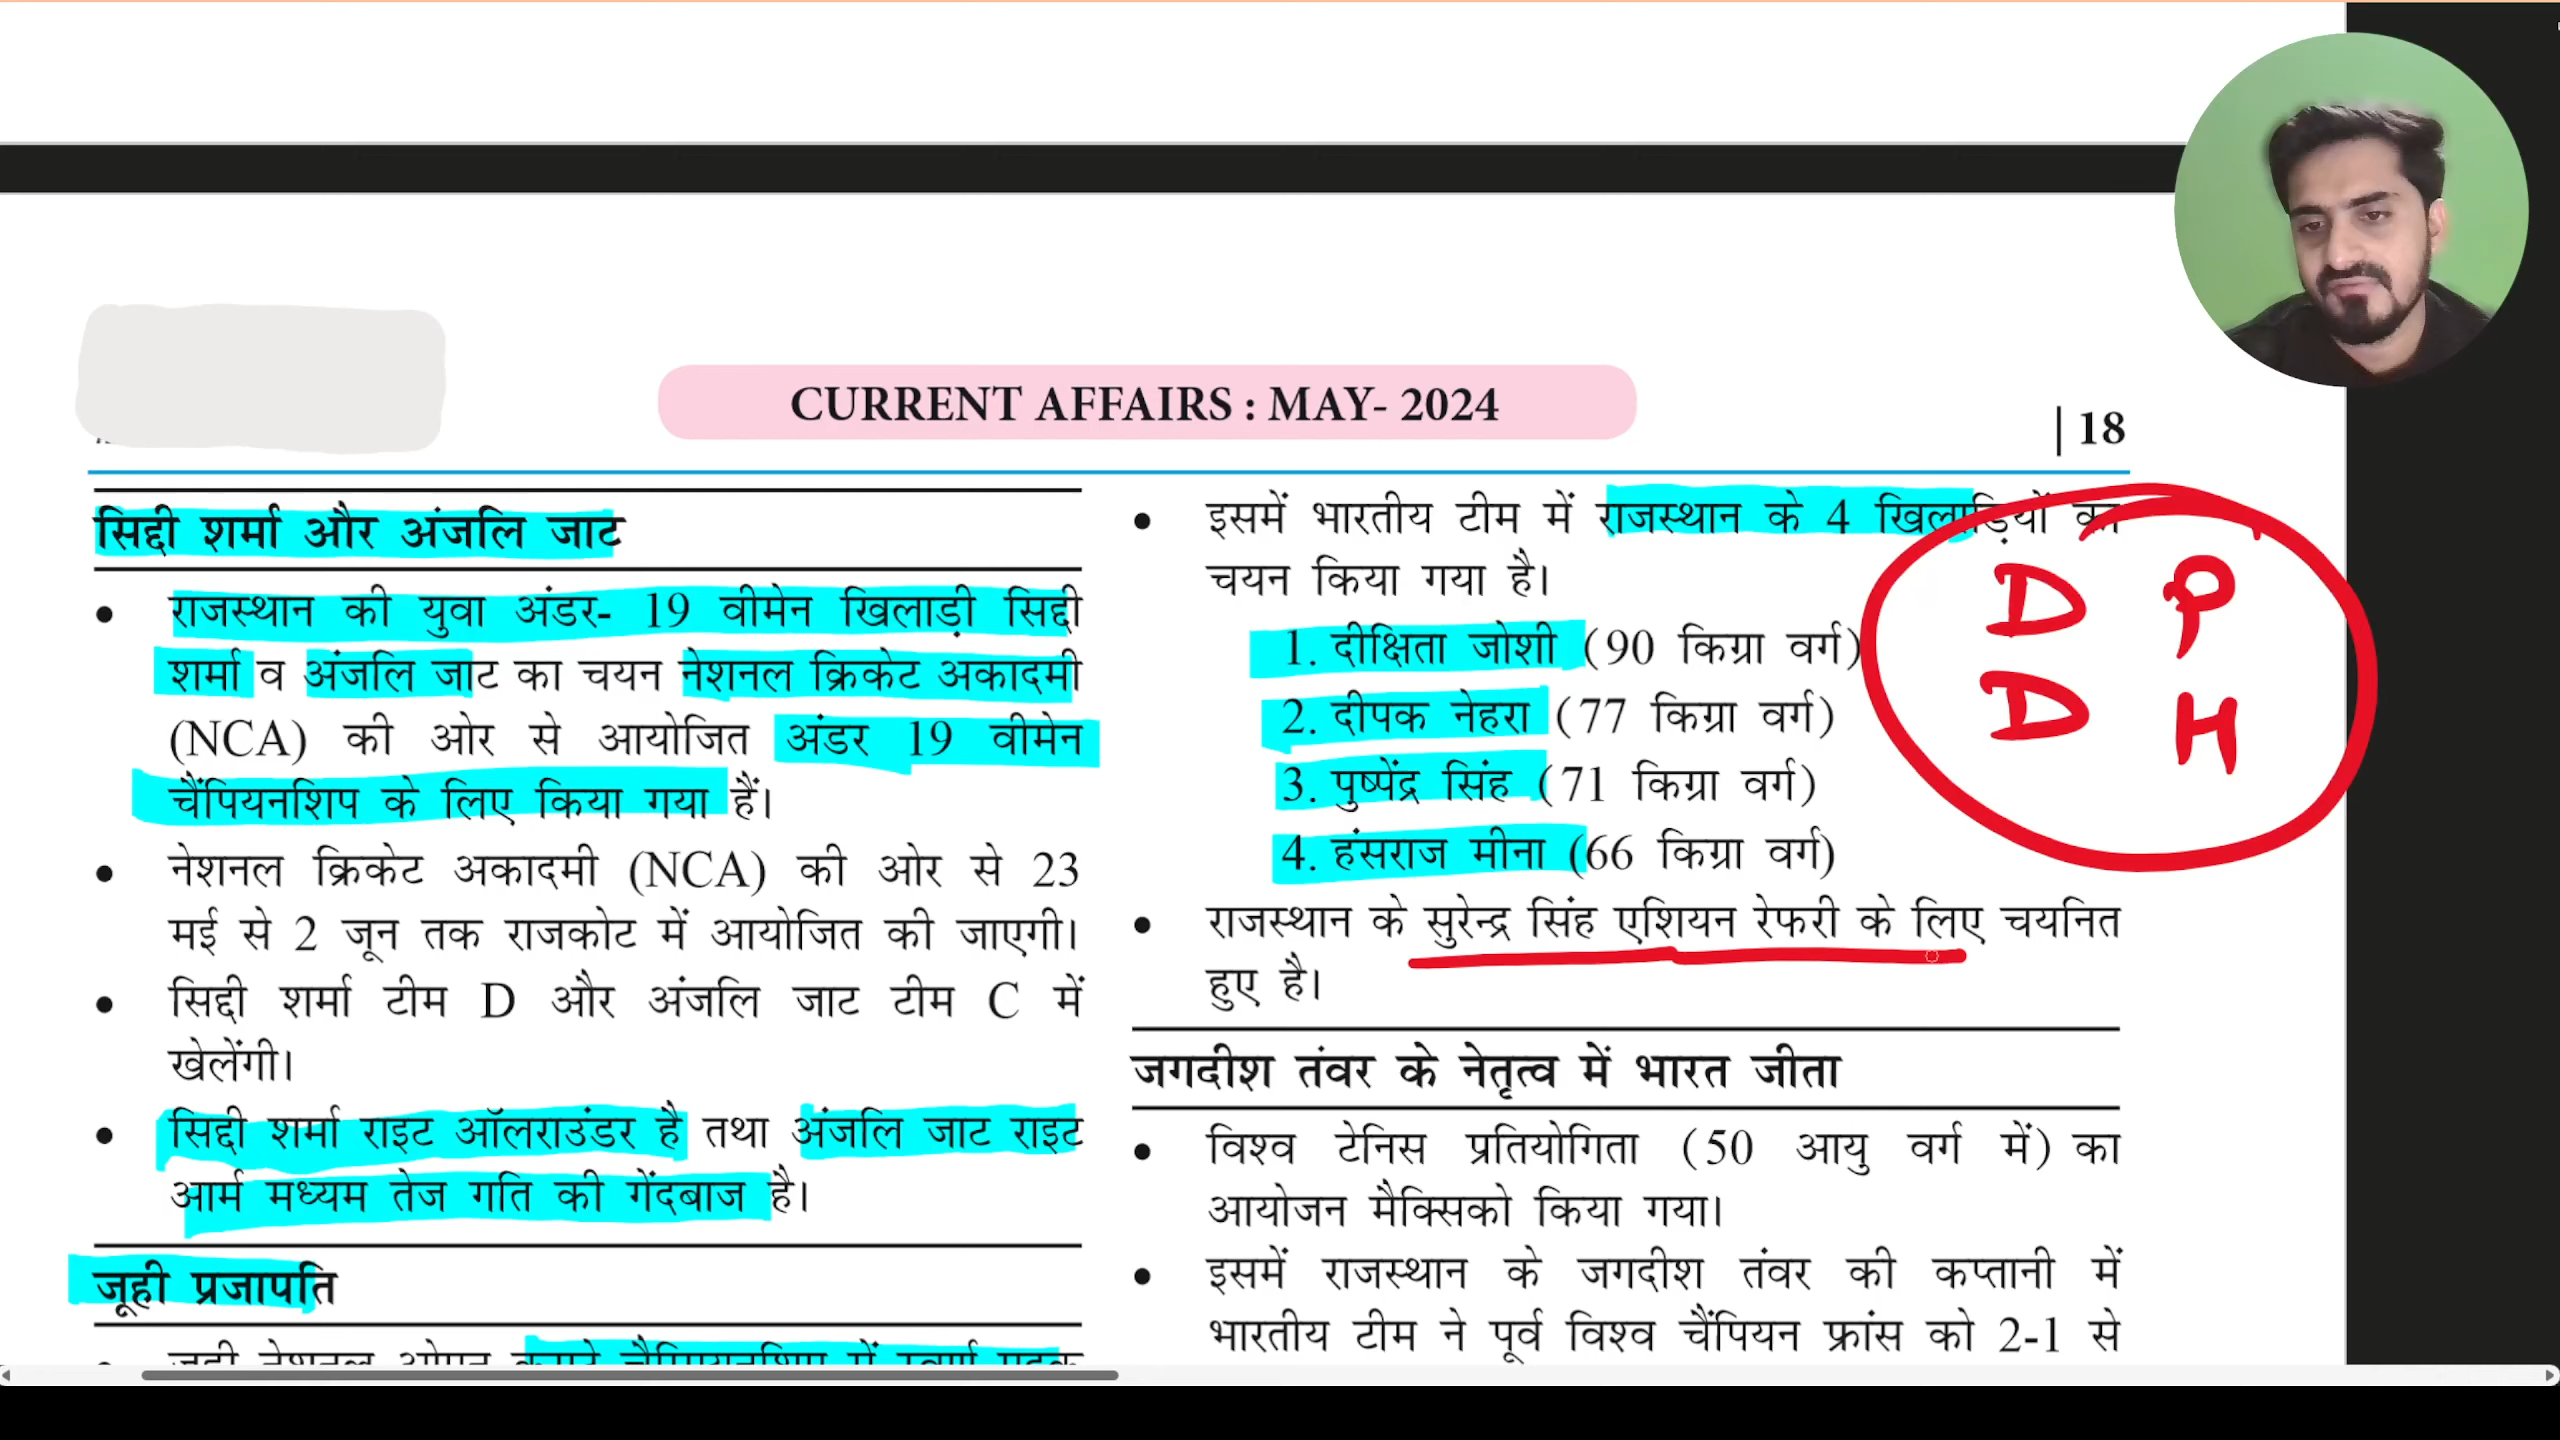 CURRENT AFFAIRS : MAY- 2024
| 18
सिद्दी शर्मा और अंजलि जाट
• राजस्थान की युवा अंडर- 19 वीमेन खिलाड़ी सिद्दी
शर्मा व अंजलि जाट का चयन नेशनल क्रिकेट अकादमी
(NCA) की ओर से आयोजित अंडर 19 वीमेन
चैंपियनशिप के लिए किया गया हैं।
• नेशनल क्रिकेट अकादमी (NCA) की ओर से 23
मई से 2 जून तक राजकोट में आयोजित की जाएगी।
• सिद्दी शर्मा टीम D और अंजलि जाट टीम C में
खेलेंगी।
• सिद्दी शर्मा राइट ऑलराउंडर है तथा अंजलि जाट राइट
आर्म मध्यम तेज गति की गेंदबाज है।
जूही प्रजापति
• इसमें भारतीय टीम में राजस्थान के 4 खिलाड़ियों का
चयन किया गया है।
1. दीक्षिता जोशी (90 किग्रा वर्ग)
2. दीपक नेहरा (77 किग्रा वर्ग)
3. पुष्पेंद्र सिंह (71 किग्रा वर्ग)
4. हंसराज मीना (66 किग्रा वर्ग)
D P
D H
• राजस्थान के सुरेन्द्र सिंह एशियन रेफरी के लिए चयनित
हुए है।
जगदीश तंवर के नेतृत्व में भारत जीता
• विश्व टेनिस प्रतियोगिता (50 आयु वर्ग में) का
आयोजन मैक्सिको किया गया।
• इसमें राजस्थान के जगदीश तंवर की कप्तानी में
भारतीय टीम ने पूर्व विश्व चैंपियन फ्रांस को 2-1 से